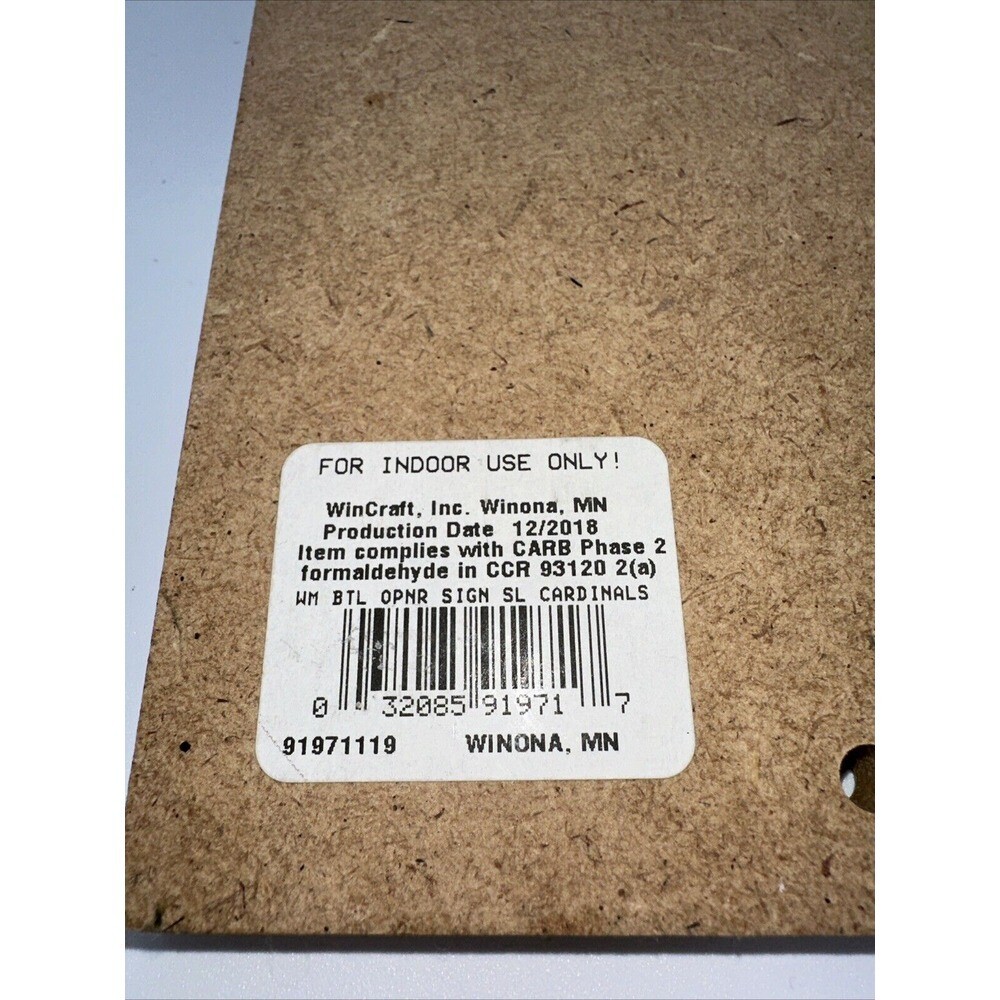 FOR INDOOR USE ONLY!
WinCraft, Inc. Winona, MN
Production Date 12/2018
Item complies with CARB Phase 2
formaldehyde in CCR 93120 2(a)
WM BTL OPNR SIGN SL CARDINALS
0 32085 91971 7
91971119 WINONA, MN